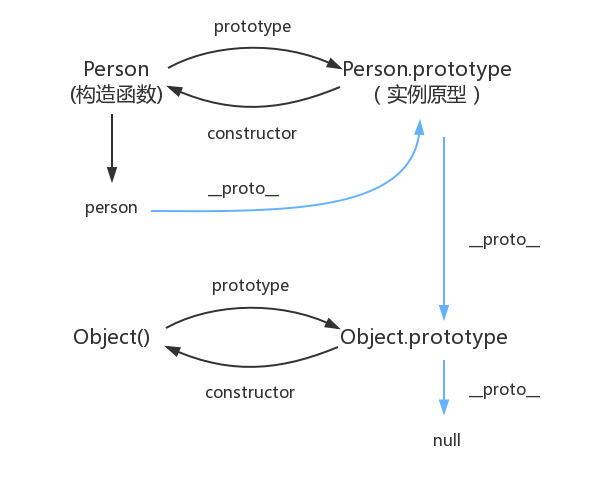 prototype
Person
(构造函数)
Person.prototype
( 实例原型 )
constructor
__proto__
person
__proto__
prototype
Object()
Object.prototype
constructor
__proto__
null